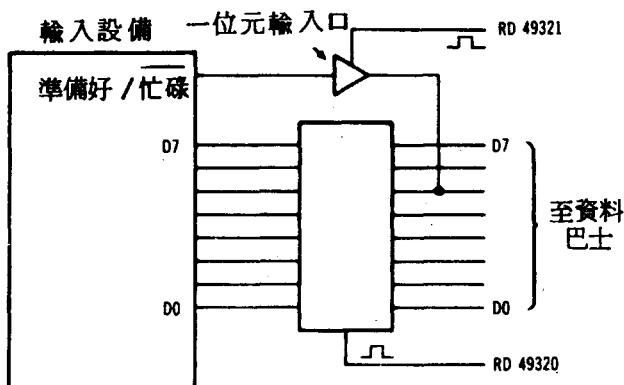 輸入設備
一位元輸入口
RD 49321
準備好/忙碌
D7
D7
至資料
巴士
D0
D0
RD 49320